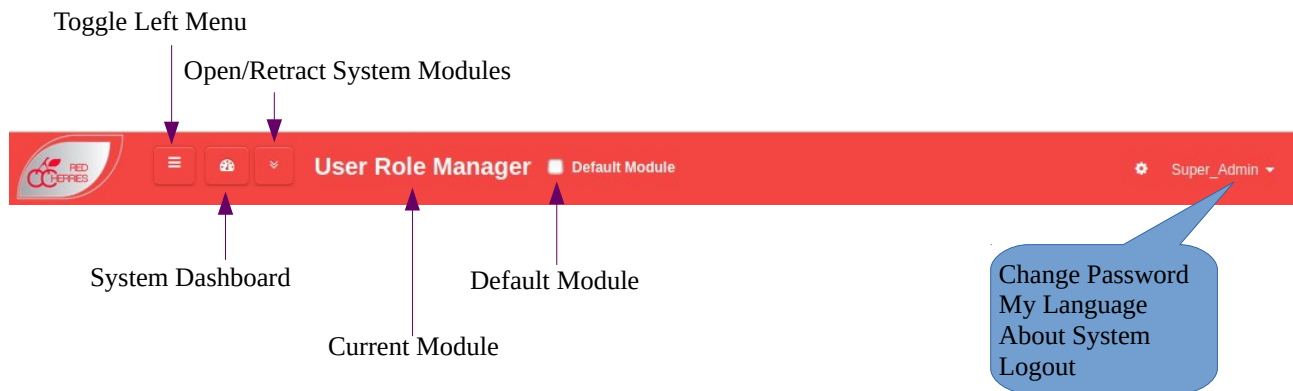 Toggle Left Menu
Open/Retract System Modules
RED
CHERRIES
User Role Manager
Default Module
Super_Admin
System Dashboard
Default Module
Current Module
Change Password
My Language
About System
Logout